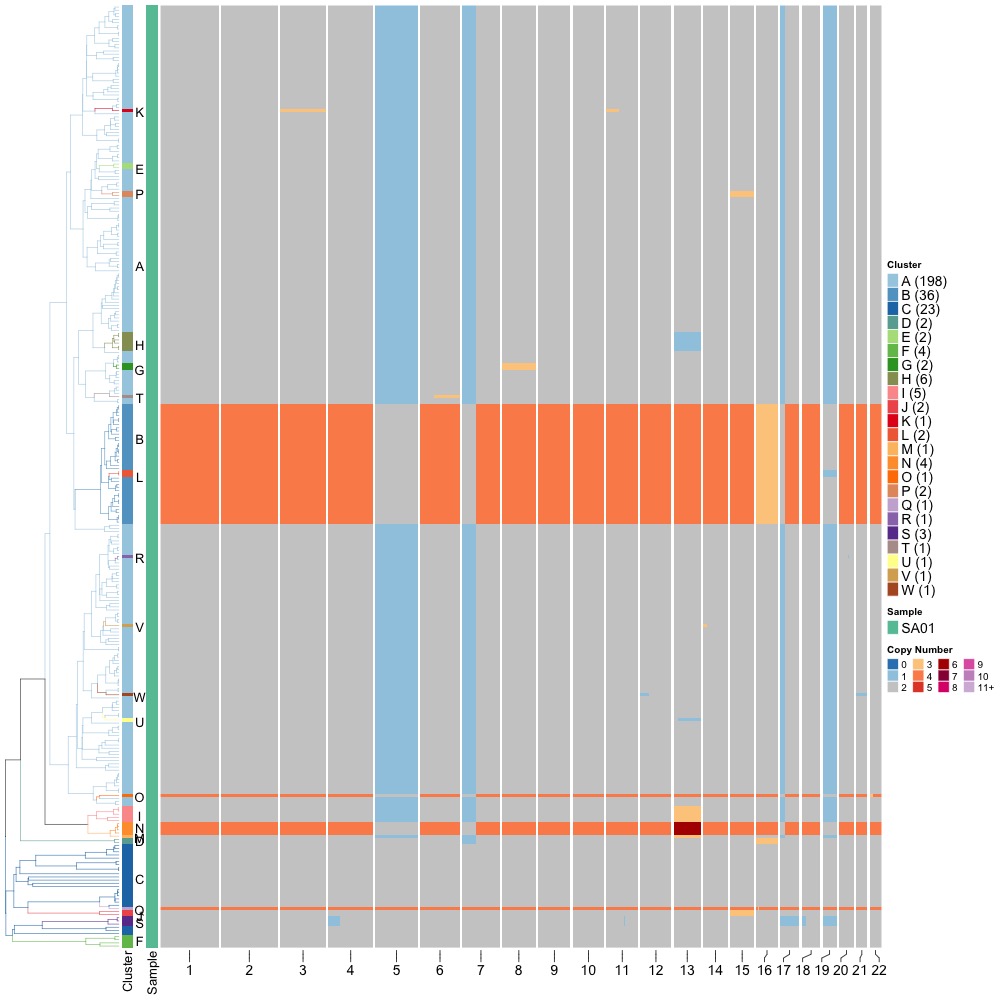 K
E
P
A
H
G
T
B
L
R
V
W
U
O
I
N
M
D
C
Q
J
S
F
Cluster
Sample
1 2 3 4 5 6 7 8 9 10 11 12 13 14 15 16 17 18 19 20 21 22
Cluster
A (198)
B (36)
C (23)
D (2)
E (2)
F (4)
G (2)
H (6)
I (5)
J (2)
K (1)
L (2)
M (1)
N (4)
O (1)
P (2)
Q (1)
R (1)
S (3)
T (1)
U (1)
V (1)
W (1)
Sample
SA01
Copy Number
0 3 6 9
1 4 7 10
2 5 8 11+